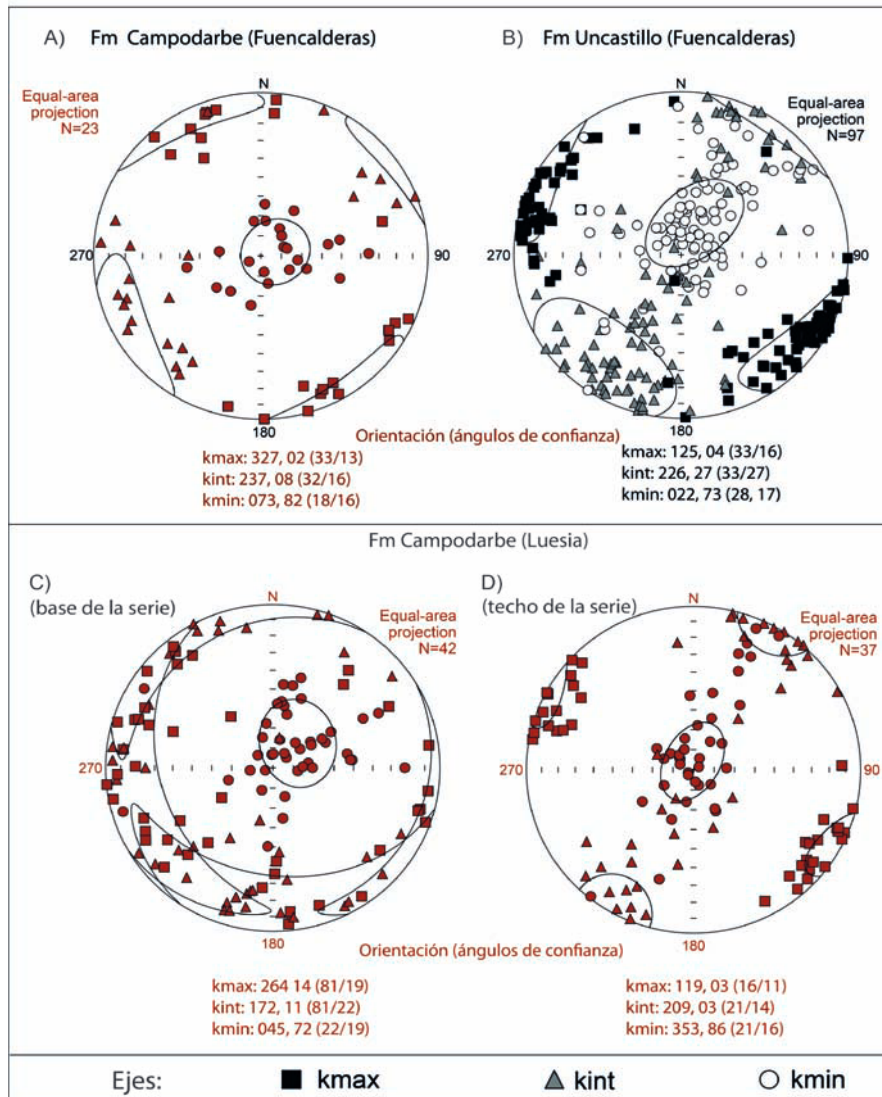 A) Fm Campodarbe (Fuencalderas)
Equal-area
projection
N=23
N
270
90
180
B) Fm Uncastillo (Fuencalderas)
Equal-area
projection
N=97
N
270
90
180
Orientación (ángulos de confianza)
kmax: 327, 02 (33/13)
kint: 237, 08 (32/16)
kmin: 073, 82 (18/16)
kmax: 125, 04 (33/16)
kint: 226, 27 (33/27)
kmin: 022, 73 (28, 17)
Fm Campodarbe (Luesia)
C)
(base de la serie)
N
Equal-area
projection
N=42
270
180
D)
(techo de la serie)
N
Equal-area
projection
N=37
270
90
180
Orientación (ángulos de confianza)
kmax: 264 14 (81/19)
kint: 172, 11 (81/22)
kmin: 045, 72 (22/19)
kmax: 119, 03 (16/11)
kint: 209, 03 (21/14)
kmin: 353, 86 (21/16)
Ejes: kmax kint kmin